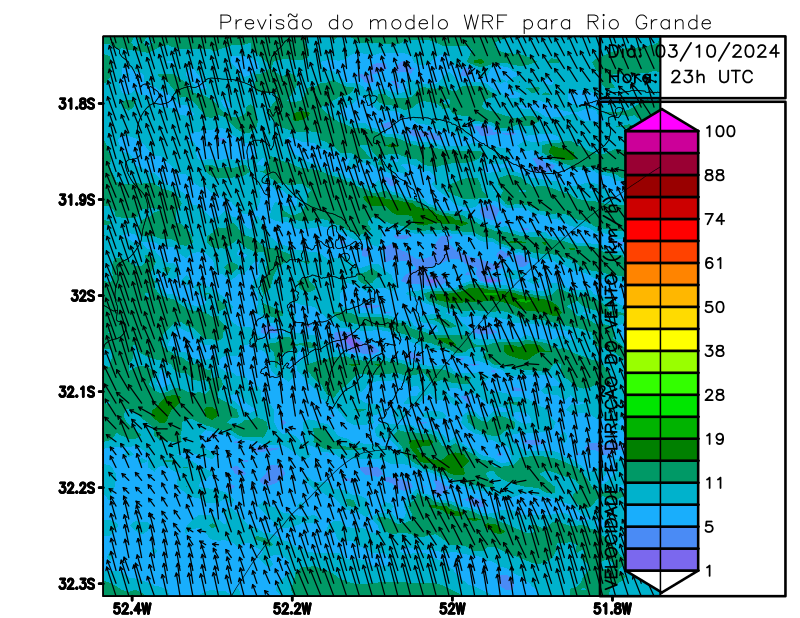 Previsão do modelo WRF para Rio Grande
Dia: 03/10/2024
Hora: 23h UTC
31.8S
31.9S
32S
32.1S
32.2S
32.3S
52.4W
52.2W
52W
51.8W
VELOCIDADE E DIREÇÃO DO VENTO (km/h)
100
88
74
61
50
38
28
19
11
5
1